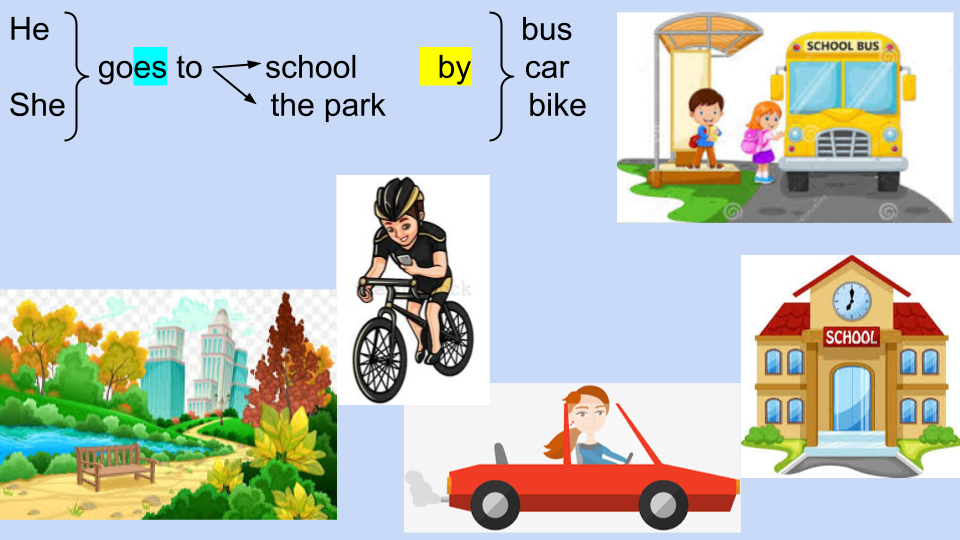 He
goes to school by bus
She the park car
bike
SCHOOL BUS
SCHOOL